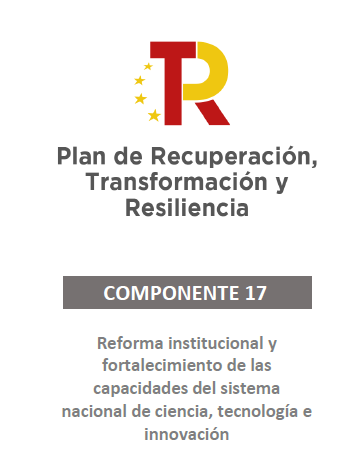 TR
Plan de Recuperación,
Transformación y
Resiliencia
COMPONENTE 17
Reforma institucional y
fortalecimiento de las
capacidades del sistema
nacional de ciencia, tecnología e
innovación